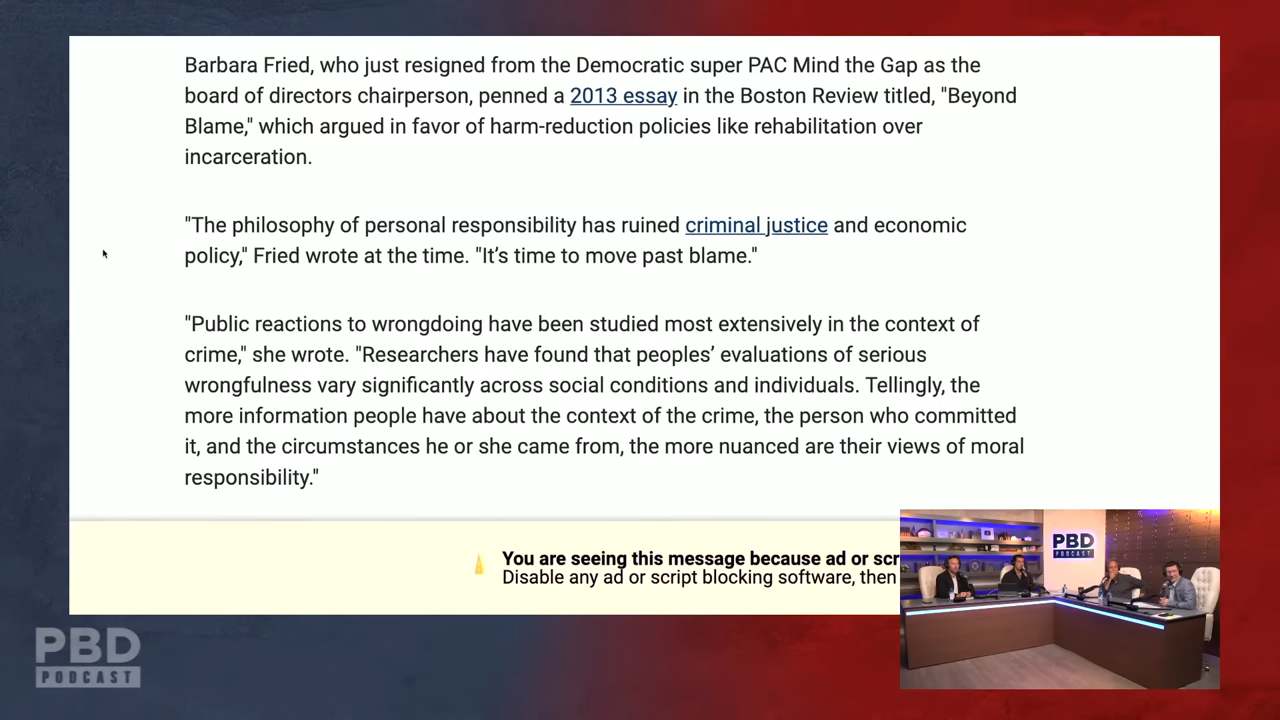 Barbara Fried, who just resigned from the Democratic super PAC Mind the Gap as the
board of directors chairperson, penned a 2013 essay in the Boston Review titled, "Beyond
Blame," which argued in favor of harm-reduction policies like rehabilitation over
incarceration.
"The philosophy of personal responsibility has ruined criminal justice and economic
policy," Fried wrote at the time. "It’s time to move past blame."
"Public reactions to wrongdoing have been studied most extensively in the context of
crime," she wrote. "Researchers have found that peoples’ evaluations of serious
wrongfulness vary significantly across social conditions and individuals. Tellingly, the
more information people have about the context of the crime, the person who committed
it, and the circumstances he or she came from, the more nuanced are their views of moral
responsibility."
You are seeing this message because ad or scr
Disable any ad or script blocking software, then
PBD
PODCAST
PBD
PODCAST